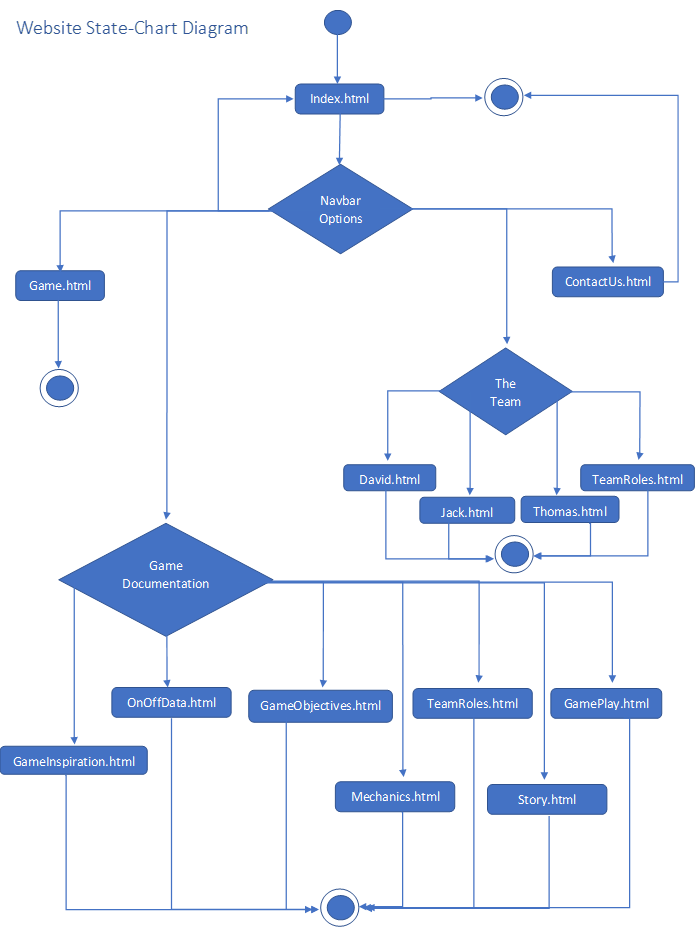 Website State-Chart Diagram
Index.html
Navbar
Options
Game.html
ContactUs.html
The
Team
David.html
TeamRoles.html
Jack.html
Thomas.html
Game
Documentation
OnOffData.html
GameObjectives.html
TeamRoles.html
GamePlay.html
GameInspiration.html
Mechanics.html
Story.html